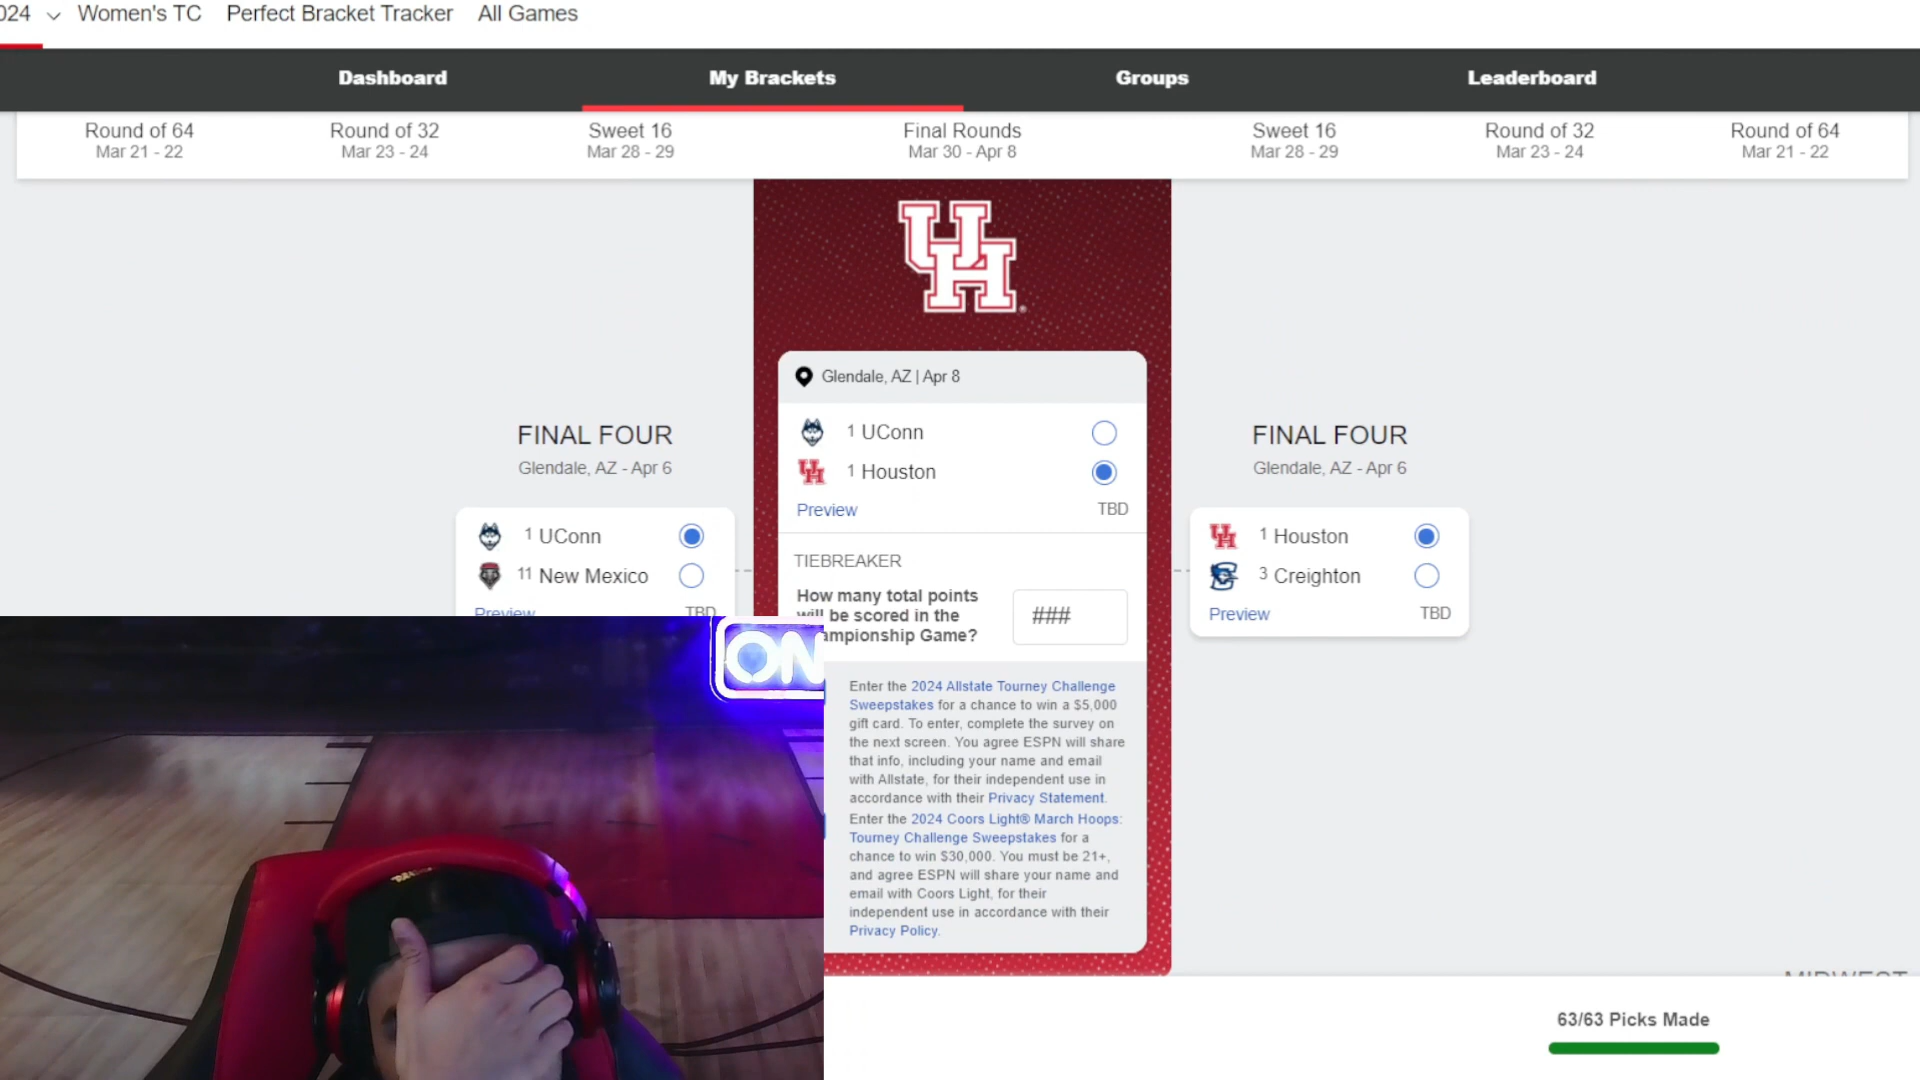 024 Women's TC Perfect Bracket Tracker All Games
Dashboard My Brackets Groups Leaderboard
Round of 64 Round of 32 Sweet 16 Final Rounds Sweet 16 Round of 32 Round of 64
Mar 21 - 22 Mar 23 - 24 Mar 28 - 29 Mar 30 - Apr 8 Mar 28 - 29 Mar 23 - 24 Mar 21 - 22
UH
Glendale, AZ | Apr 8
1 UConn
1 Houston
Preview TBD
TIEBREAKER
How many total points
will be scored in the
ampionship Game?
###
Enter the 2024 Allstate Tourney Challenge
Sweepstakes for a chance to win a $5,000
gift card. To enter, complete the survey on
the next screen. You agree ESPN will share
that info, including your name and email
with Allstate, for their independent use in
accordance with their Privacy Statement.
Enter the 2024 Coors Light® March Hoops:
Tourney Challenge Sweepstakes for a
chance to win $30,000. You must be 21+,
and agree ESPN will share your name and
email with Coors Light, for their
independent use in accordance with their
Privacy Policy.
FINAL FOUR
Glendale, AZ - Apr 6
1 UConn
11 New Mexico
Preview TBD
FINAL FOUR
Glendale, AZ - Apr 6
1 Houston
3 Creighton
Preview TBD
ON
MIDWEST
63/63 Picks Made